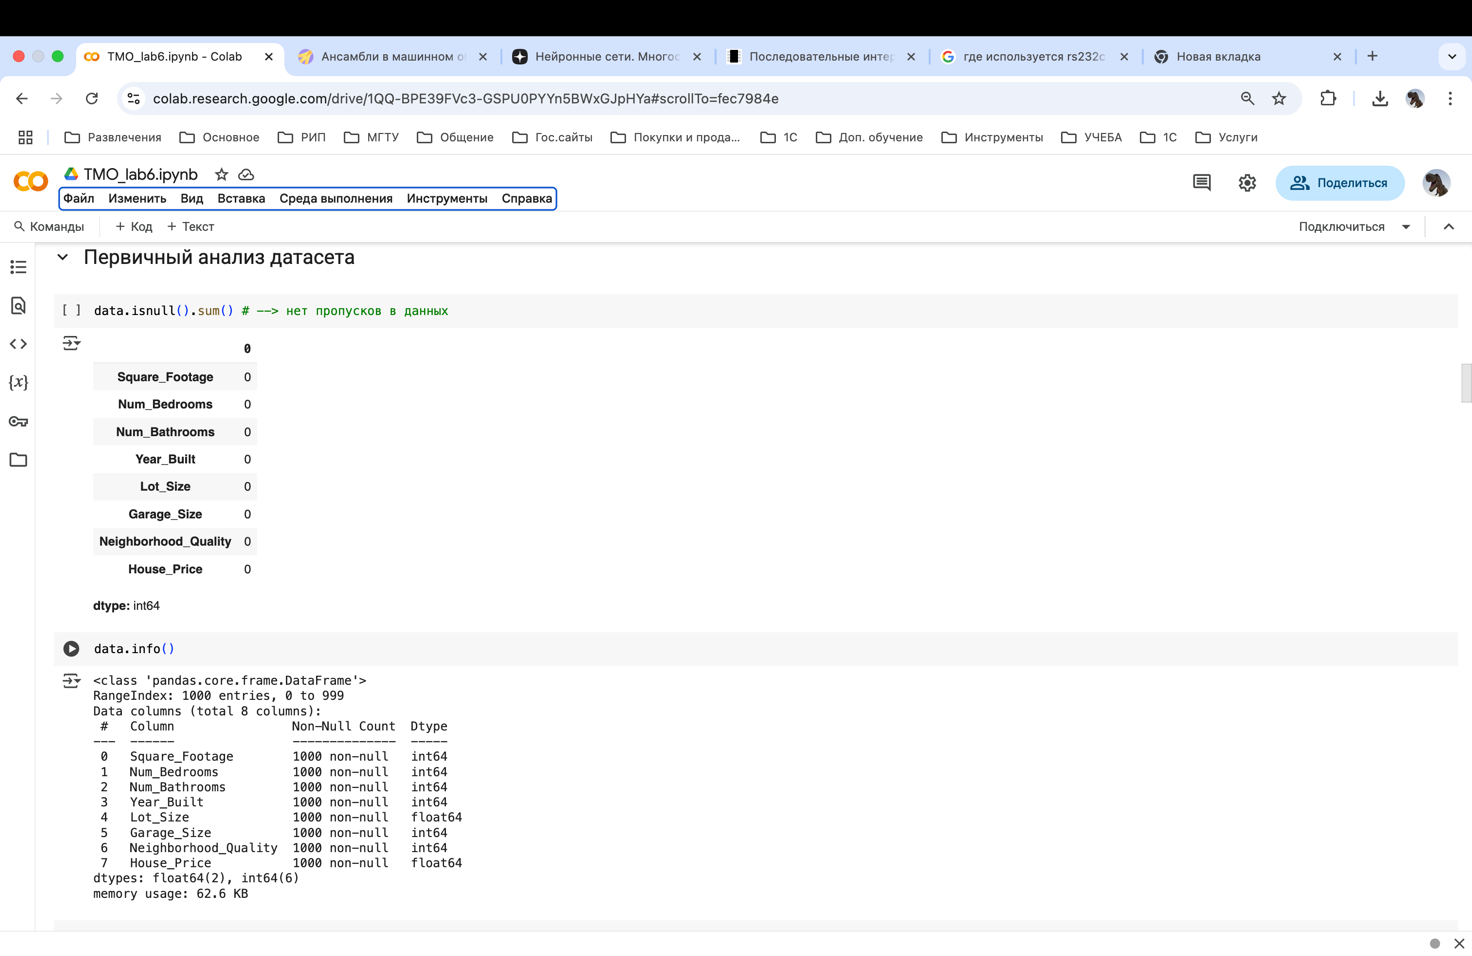 TMO_lab6.ipynb - Colab
Ансамбли в машинном о
Нейронные сети. Многос
Последовательные интер
где используется rs232с
Новая вкладка
colab.research.google.com/drive/1QQ-BPE39FVc3-GSPU0PYYn5BWxGJpHYa#scrollTo=fec7984e
Развлечения Основное РИП МГТУ Общение Гос.сайты Покупки и прода... 1С Доп. обучение Инструменты УЧЕБА 1С Услуги
TMO_lab6.ipynb
Файл Изменить Вид Вставка Среда выполнения Инструменты Справка
Поделиться
Команды + Код + Текст
Подключиться
Первичный анализ датасета
[ ] data.isnull().sum() # --> нет пропусков в данных
0
Square_Footage 0
Num_Bedrooms 0
Num_Bathrooms 0
Year_Built 0
Lot_Size 0
Garage_Size 0
Neighborhood_Quality 0
House_Price 0
dtype: int64
data.info()
<class 'pandas.core.frame.DataFrame'>
RangeIndex: 1000 entries, 0 to 999
Data columns (total 8 columns):
# Column Non-Null Count Dtype
--- ------ -------------- -----
0 Square_Footage 1000 non-null int64
1 Num_Bedrooms 1000 non-null int64
2 Num_Bathrooms 1000 non-null int64
3 Year_Built 1000 non-null int64
4 Lot_Size 1000 non-null float64
5 Garage_Size 1000 non-null int64
6 Neighborhood_Quality 1000 non-null int64
7 House_Price 1000 non-null float64
dtypes: float64(2), int64(6)
memory usage: 62.6 KB